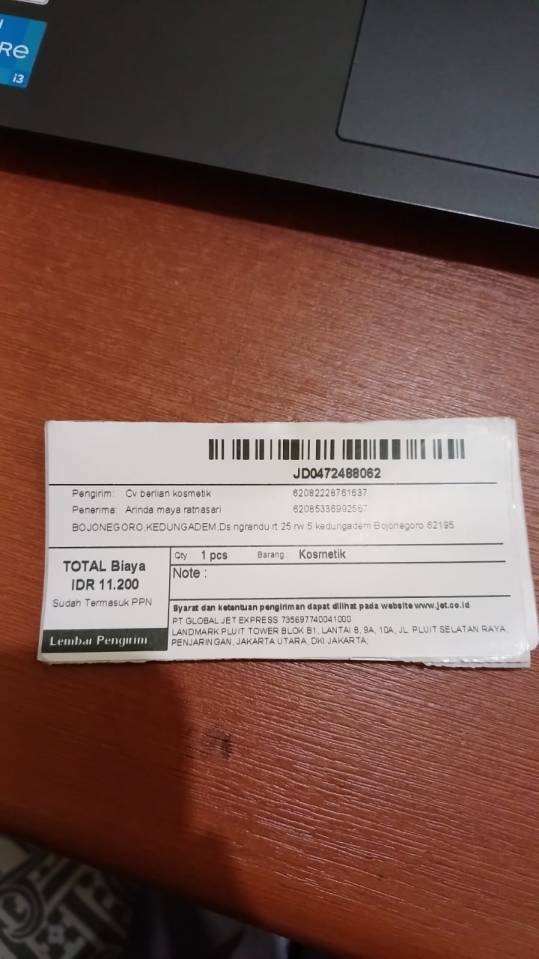 Re
i3
JD0472488062
Pengirim: Cv berlian kosmetik 62082228761637
Penerima: Arinda maya ratnasari 62085336992567
BOJONEGORO,KEDUNGADEM,Ds ngrandu rt 25 rw 5 kedungadem Bojonegoro 62195
TOTAL Biaya
IDR 11.200
Sudah Termasuk PPN
Lembar Pengirim
Qty 1 pcs Barang: Kosmetik
Note :
Syarat dan ketentuan pengiriman dapat dilihat pada website www.jet.co.id
PT GLOBAL JET EXPRESS 735697740041000
LANDMARK PLUIT TOWER BLOK B1, LANTAI 8, 9A, 10A, JL. PLUIT SELATAN RAYA,
PENJARINGAN, JAKARTA UTARA, DKI JAKARTA;